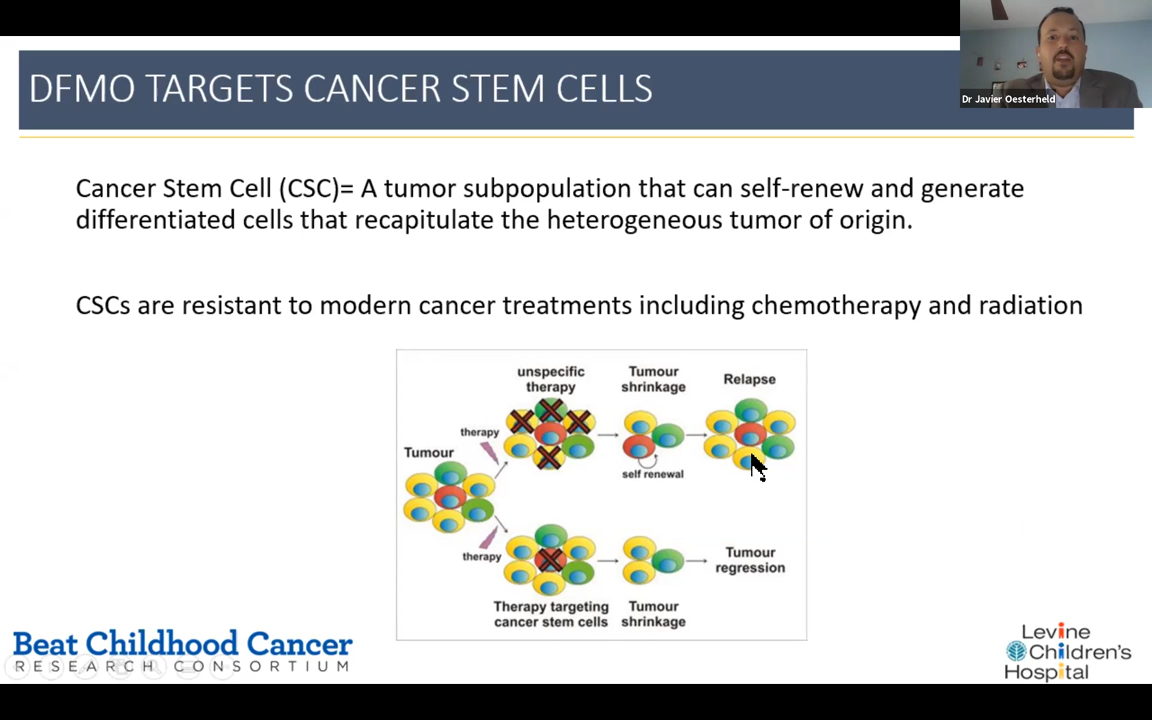 DFMO TARGETS CANCER STEM CELLS
Dr Javier Oesterheld
Cancer Stem Cell (CSC)= A tumor subpopulation that can self-renew and generate
differentiated cells that recapitulate the heterogeneous tumor of origin.
CSCs are resistant to modern cancer treatments including chemotherapy and radiation
unspecific
therapy
Tumour
shrinkage
Relapse
therapy
Tumour
self renewal
therapy
Tumour
regression
Therapy targeting
cancer stem cells
Tumour
shrinkage
Beat Childhood Cancer
RESEARCH CONSORTIUM
Levine
Children's
Hospital